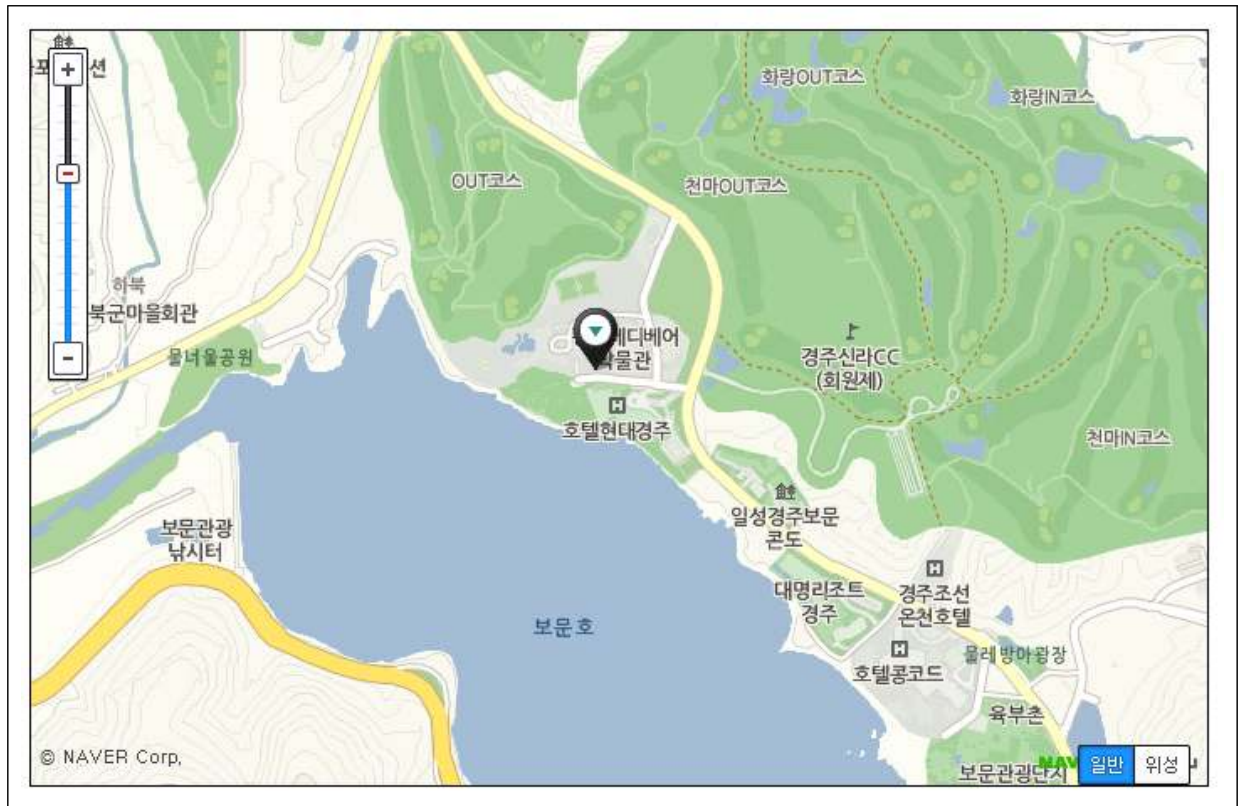 션
+
화랑OUT코스
화랑IN코스
OUT코스
천마OUT코스
하북
북군마을회관
물너울공원
테디베어
박물관
경주신라CC
(회원제)
H
호텔현대경주
천마IN코스
일성경주보문
콘도
보문관광
낚시터
대명리조트
경주
H
경주조선
온천호텔
보문호
H
호텔콩코드
물레방아광장
육부촌
© NAVER Corp.
보문관광단지
NAV
일반
위성